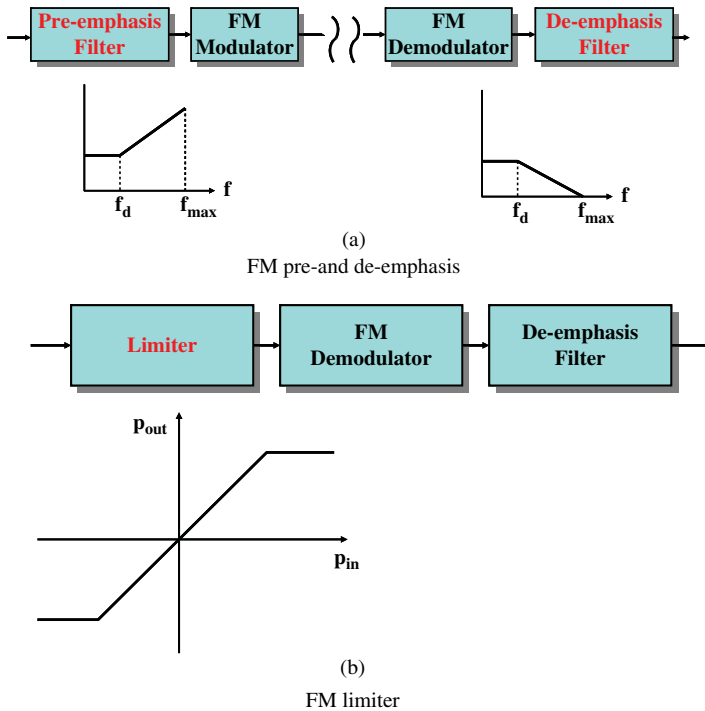 Pre-emphasis
Filter
FM
Modulator
FM
Demodulator
De-emphasis
Filter
f
f_d
f_max
f
f_d
f_max
(a)
FM pre-and de-emphasis
Limiter
FM
Demodulator
De-emphasis
Filter
p_out
p_in
(b)
FM limiter